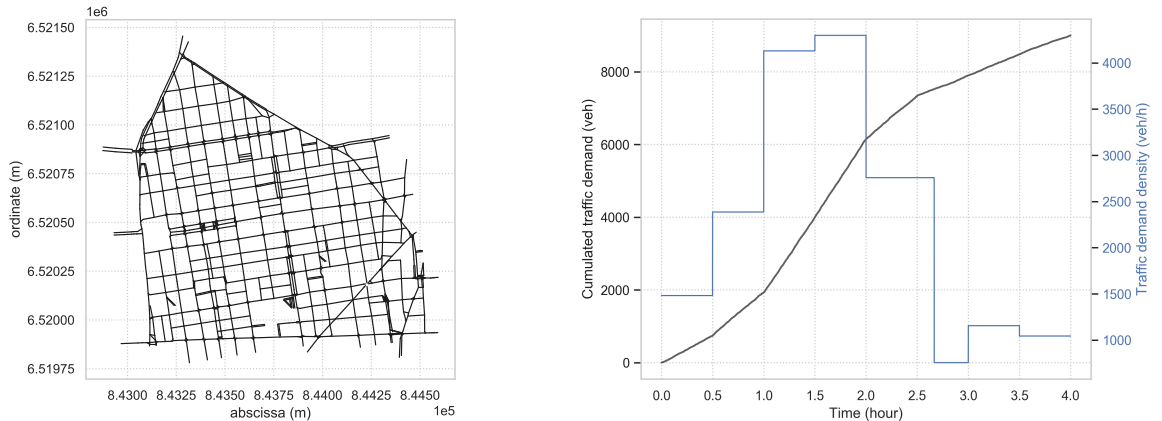 1e6
6.52150
6.52125
6.52100
6.52075
6.52050
6.52025
6.52000
6.51975
ordinate (m)
8.4300 8.4325 8.4350 8.4375 8.4400 8.4425 8.4450
abscissa (m)
1e5
8000
6000
4000
2000
0
Cumulated traffic demand (veh)
0.0 0.5 1.0 1.5 2.0 2.5 3.0 3.5 4.0
Time (hour)
4000
3500
3000
2500
2000
1500
1000
Traffic demand density (veh/h)